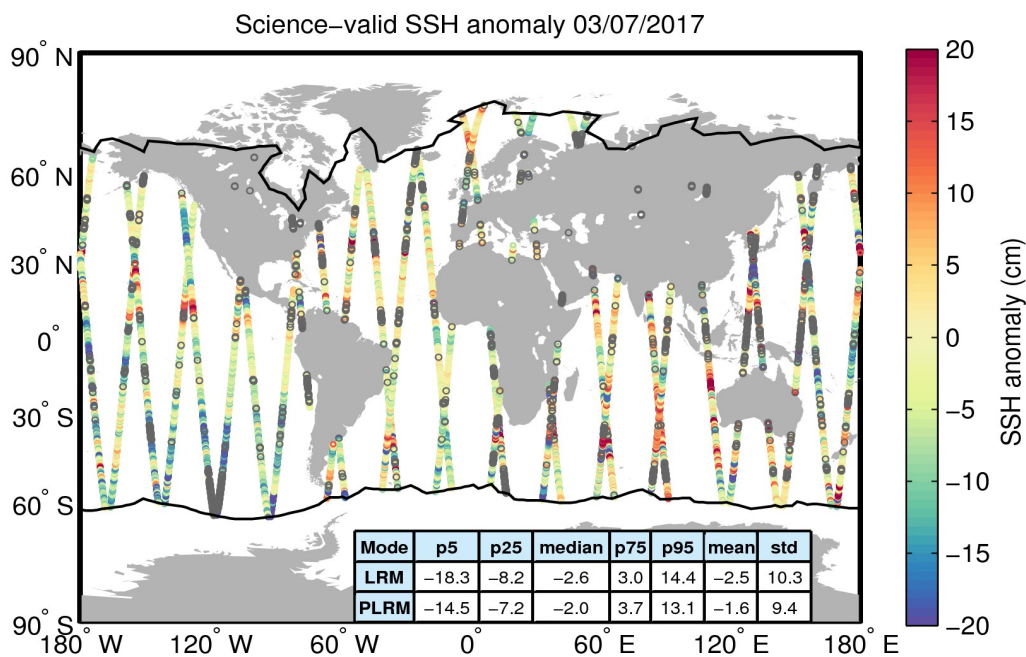 Science−valid SSH anomaly 03/07/2017
90° N
60° N
30° N
0°
30° S
60° S
90° S
180° W
120° W
60° W
0°
60° E
120° E
180° E
Mode p5 p25 median p75 p95 mean std
LRM −18.3 −8.2 −2.6 3.0 14.4 −2.5 10.3
PLRM −14.5 −7.2 −2.0 3.7 13.1 −1.6 9.4
20
15
10
5
0
−5
−10
−15
−20
SSH anomaly (cm)